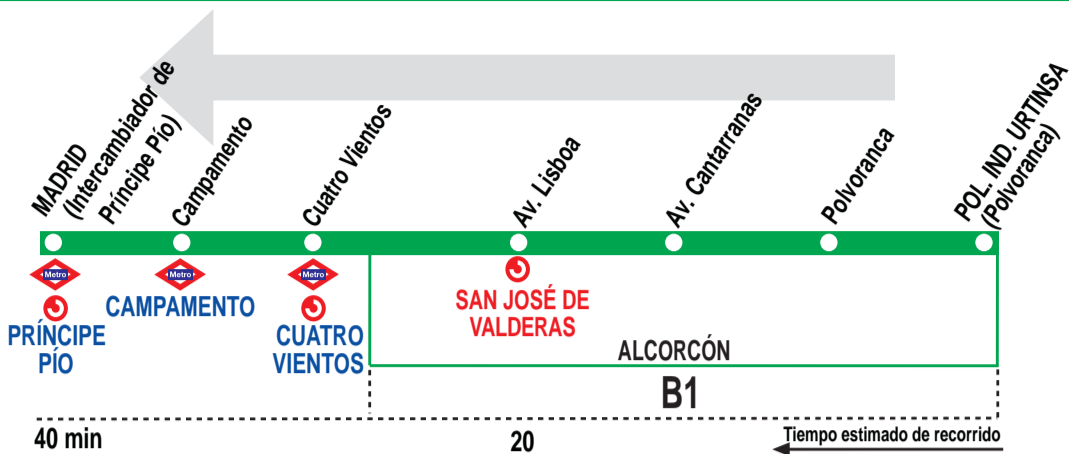 MADRID
(Intercambiador de
Príncipe Pío)
Campamento
Cuatro Vientos
Av. Lisboa
Av. Cantarranas
Polvoranca
POL. IND. URTINSA
(Polvoranca)
Metro
Metro
Metro
PRÍNCIPE
PÍO
CAMPAMENTO
CUATRO
VIENTOS
SAN JOSÉ DE
VALDERAS
ALCORCÓN
B1
40 min
20
Tiempo estimado de recorrido